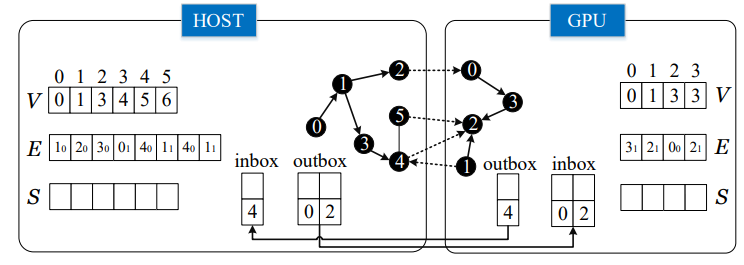 HOST
0 1 2 3 4 5
V 0 1 3 4 5 6
E 1₀ 2₀ 3₀ 0₁ 4₀ 1₁ 4₀ 1₁
S
0
1
2
3
5
4
inbox
4
outbox
0 2
GPU
0
3
2
1
outbox
4
inbox
0 2
0 1 2 3
0 1 3 3 V
3₁ 2₁ 0₀ 2₁ E
S